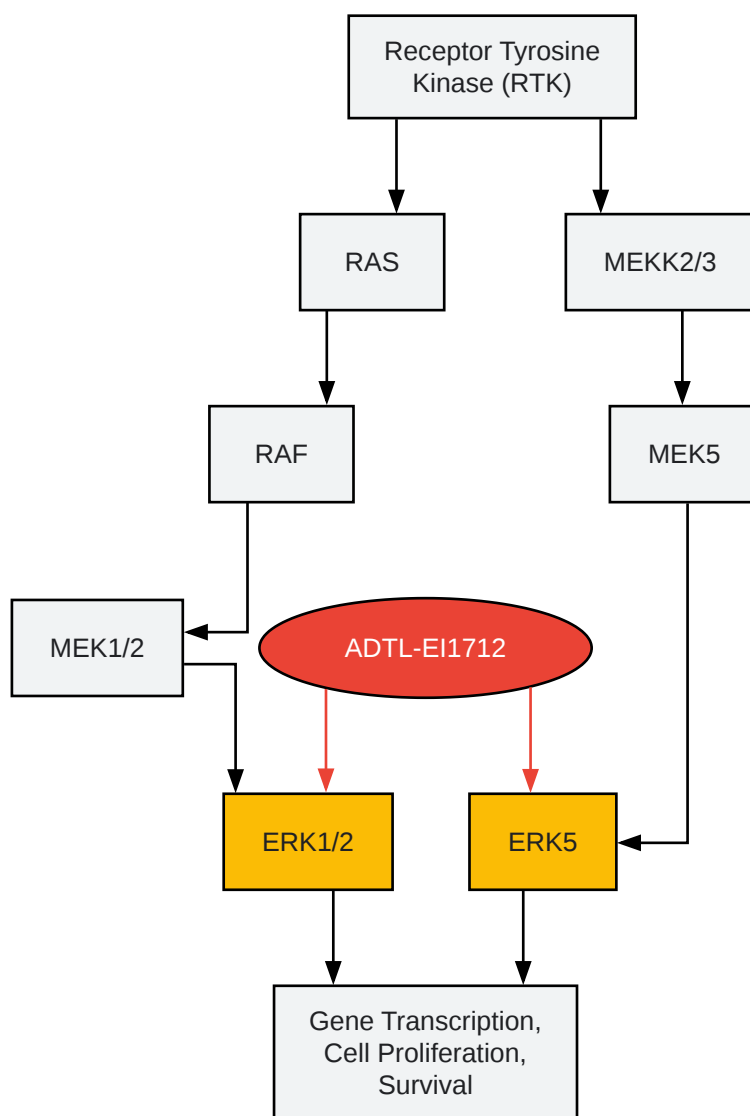 Receptor Tyrosine
Kinase (RTK)
RAS
MEKK2/3
RAF
MEK5
MEK1/2
ADTL-EI1712
ERK1/2
ERK5
Gene Transcription,
Cell Proliferation,
Survival